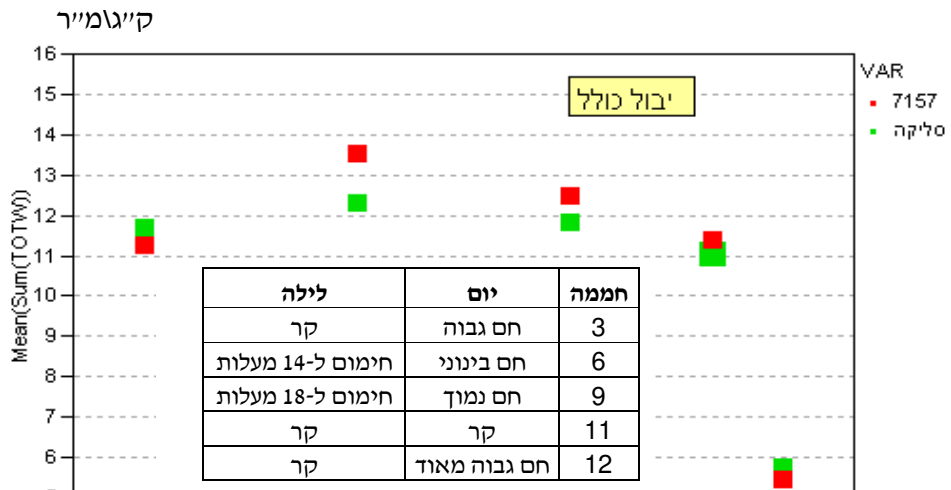 ק״ג\מ״ר
16
VAR
יבול כולל
15
7157
סליקה
14
13
12
11
10
9
8
7
6
Mean(Sum(TOTW))
חממה יום לילה
3 חם גבוה קר
6 חם בינוני חימום ל-14 מעלות
9 חם נמוך חימום ל-18 מעלות
11 קר קר
12 חם גבוה מאוד קר